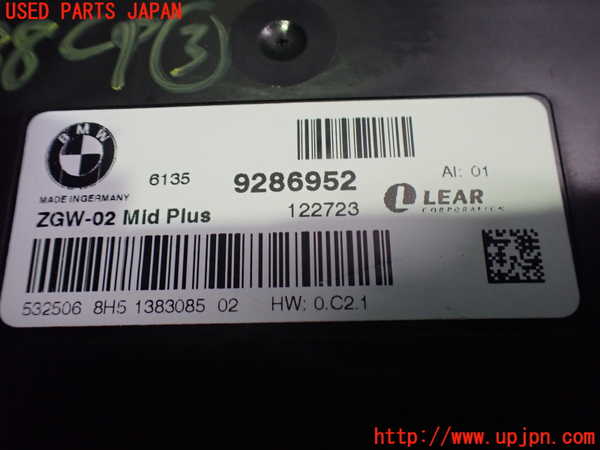 USED PARTS JAPAN
3
BMW
MADE IN GERMANY
6135 9286952 AI: 01
ZGW-02 Mid Plus 122723 LEAR
CORPORATION
532506 8H5 1383085 02 HW: 0.C2.1
http://www.upjpn.com/